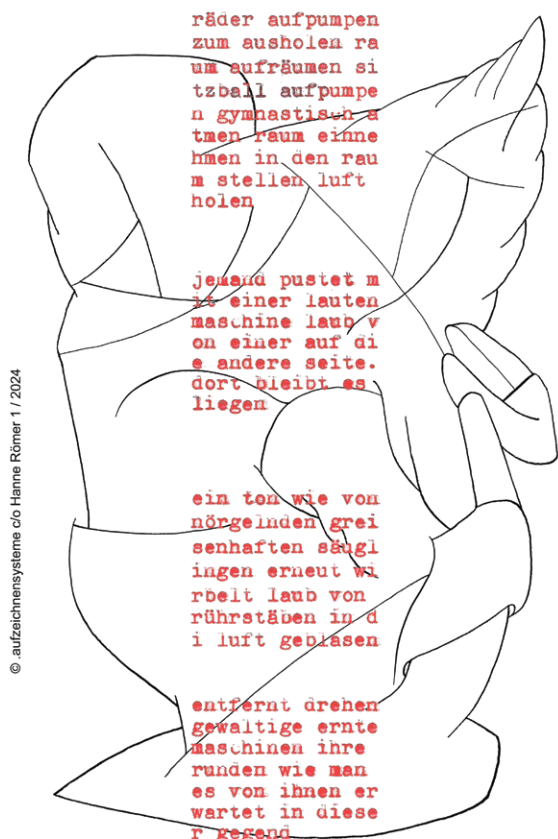 räder aufpumpen
zum ausholen ra
um aufräumen si
tzball aufpumpe
n gymnastisch a
tmen raum einne
hmen in den rau
m stellen luft
holen
jemand pustet m
it einer lauten
maschine laub v
on einer auf di
e andere seite.
dort bleibt es
liegen
ein ton wie von
nörgelnden grei
senhaften säugl
ingen erneut wi
rbelt laub von
rührstäben in d
i luft geblasen
entfernt drehen
gewaltige ernte
maschinen ihre
runden wie man
es von ihnen er
wartet in diese
r gegend
© .aufzeichnensysteme c/o Hanne Römer 1 / 2024